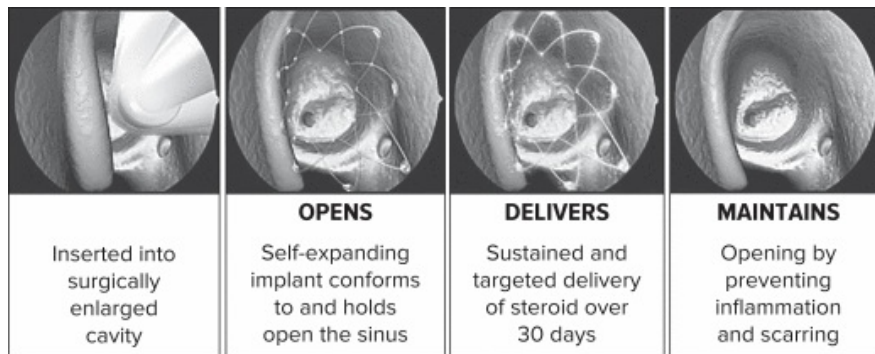 Inserted into
surgically
enlarged
cavity
OPENS
Self-expanding
implant conforms
to and holds
open the sinus
DELIVERS
Sustained and
targeted delivery
of steroid over
30 days
MAINTAINS
Opening by
preventing
inflammation
and scarring